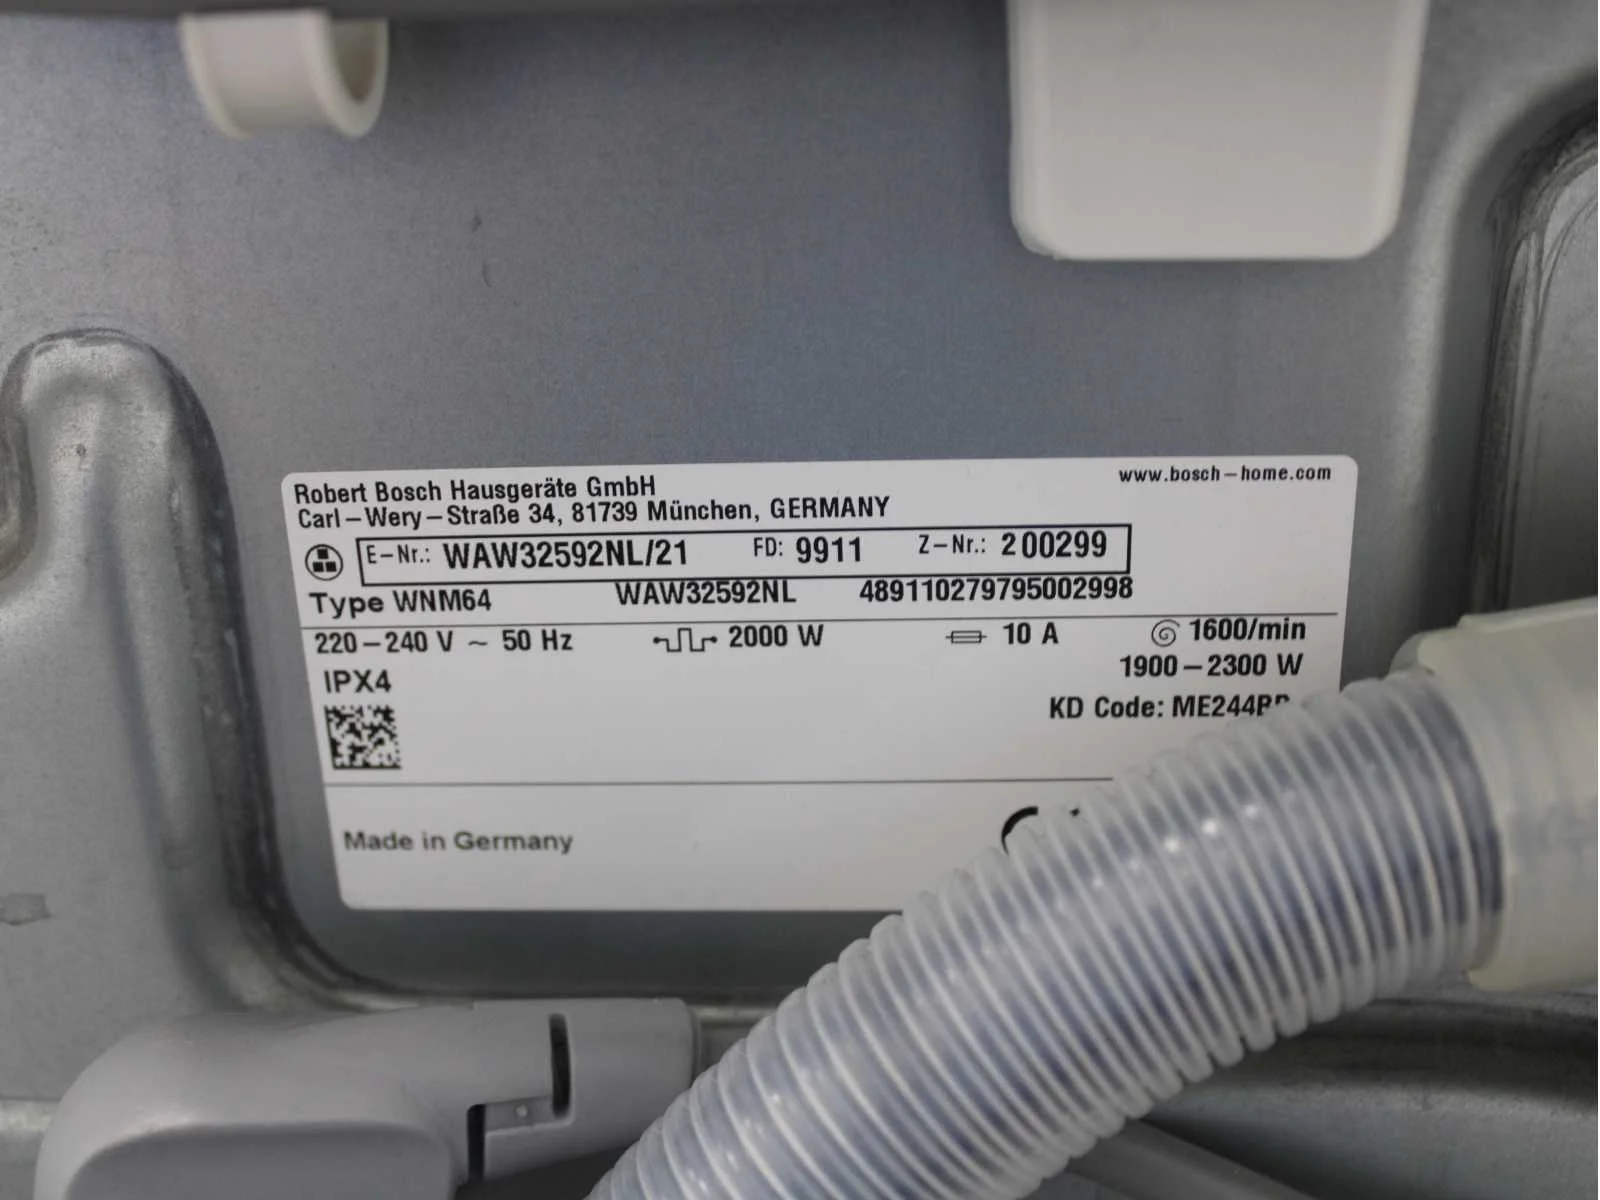 Robert Bosch Hausgeräte GmbH
www.bosch-home.com
Carl-Wery-Straße 34, 81739 München, GERMANY
E-Nr.: WAW32592NL/21 FD: 9911 Z-Nr.: 200299
Type WNM64 WAW32592NL 489110279795002998
220-240 V ~ 50 Hz 2000 W 10 A 1600/min
1900-2300 W
IPX4
KD Code:
Made in Germany